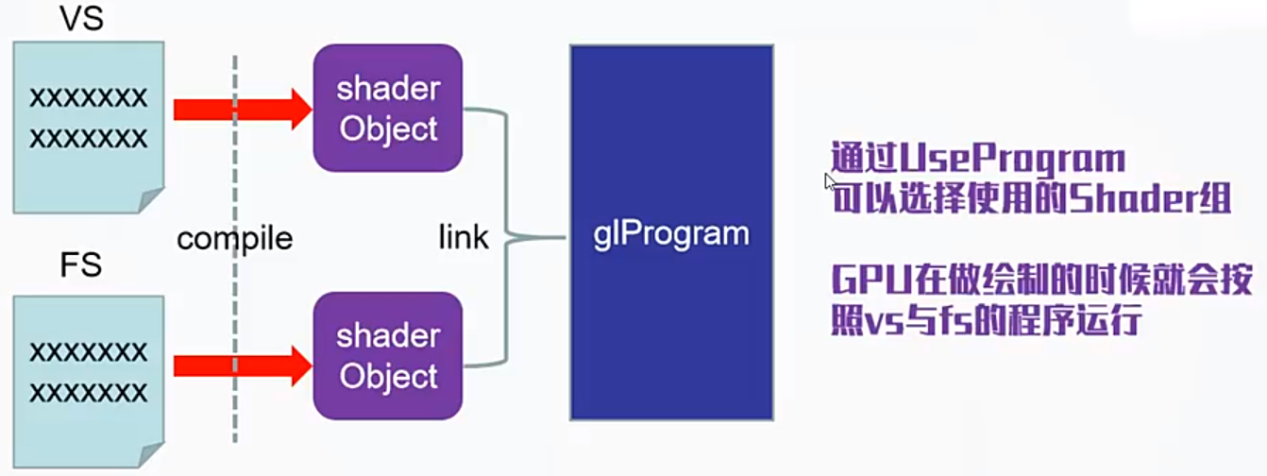 VS
xxxxxxx
xxxxxxx
shader
Object
compile
link
glProgram
FS
xxxxxxx
xxxxxxx
shader
Object
通过UseProgram
可以选择使用的Shader组
GPU在做绘制的时候就会按
照vs与fs的程序运行